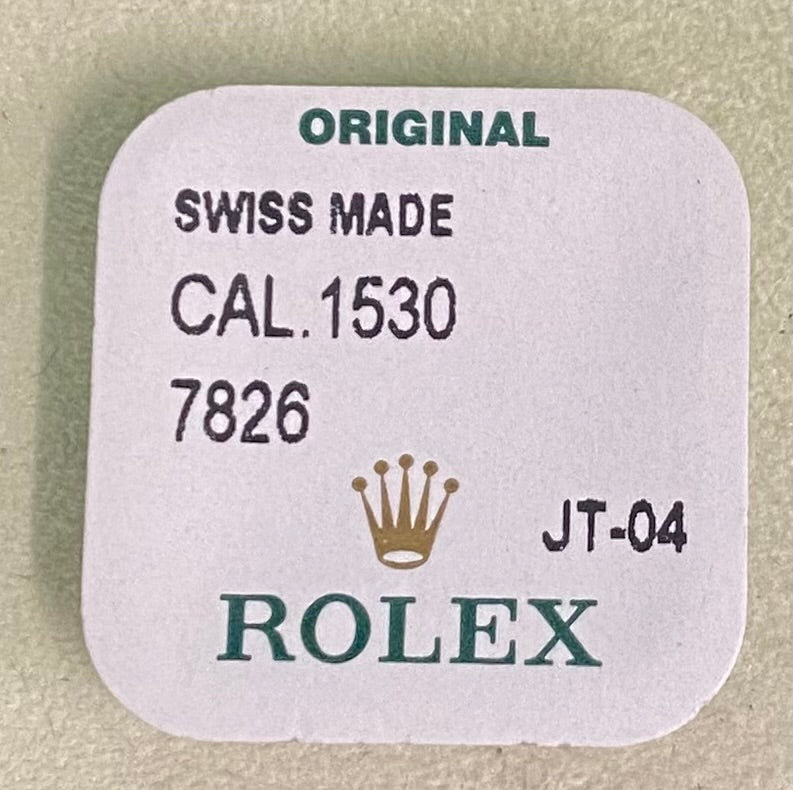 ORIGINAL
SWISS MADE
CAL.1530
7826
JT-04
ROLEX